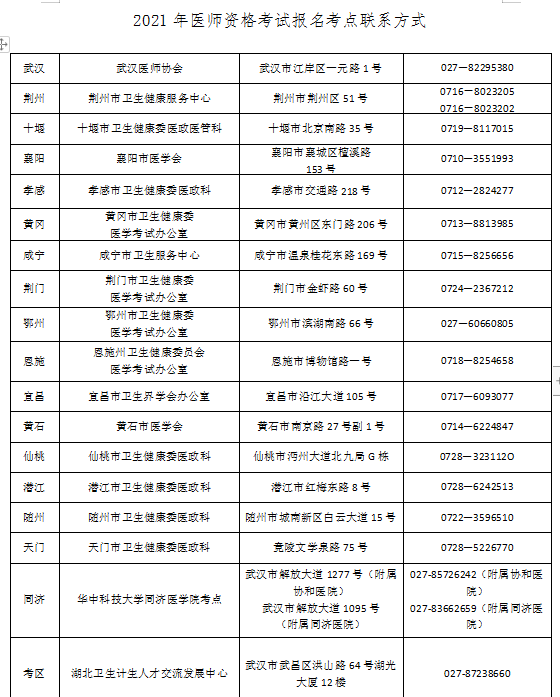 2021 年医师资格考试报名考点联系方式
武汉 武汉医师协会 武汉市江岸区一元路 1 号 027—82295380
荆州 荆州市卫生健康服务中心 荆州市荆州区 51 号 0716—8023205
0716—8023202
十堰 十堰市卫生健康委医政医管科 十堰市北京南路 35 号 0719—8117015
襄阳 襄阳市医学会 襄阳市襄城区檀溪路
153 号 0710—3551993
孝感 孝感市卫生健康委医政科 孝感市交通路 218 号 0712—2824277
黄冈 黄冈市卫生健康委
医学考试办公室 黄冈市黄州区东门路 206 号 0713—8813985
咸宁 咸宁市卫生服务中心 咸宁市温泉桂花东路 169 号 0715—8256656
荆门 荆门市卫生健康委
医学考试办公室 荆门市金虾路 60 号 0724—2367212
鄂州 鄂州市卫生健康委
医学考试办公室 鄂州市滨湖南路 66 号 027—60660805
恩施 恩施州卫生健康委员会
医学考试办公室 恩施市博物馆路一号 0718—8254658
宜昌 宜昌市卫生界学会办公室 宜昌市沿江大道 105 号 0717—6093077
黄石 黄石市医学会 黄石市南京路 27 号副 1 号 0714—6224847
仙桃 仙桃市卫生健康委医政科 仙桃市沔州大道北九局 G 栋 0728—323112O
潜江 潜江市卫生健康委医政科 潜江市红梅东路 8 号 0728—6242513
随州 随州市卫生健康委医政科 随州市城南新区白云大道 15 号 0722—3596510
天门 天门市卫生健康委医政科 竟陵文学泉路 75 号 0728—5226770
同济 华中科技大学同济医学院考点 武汉市解放大道 1277 号（附属
协和医院）
武汉市解放大道 1095 号
（附属同济医院） 027-85726242（附属协和医
院）
027-83662659（附属同济医
院）
考区 湖北卫生计生人才交流发展中心 武汉市武昌区洪山路 64 号湖光
大厦 12 楼 027-87238660